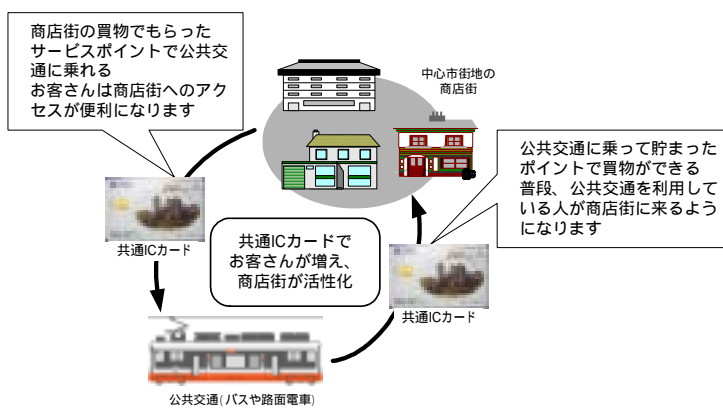 商店街の買物でもらった
サービスポイントで公共交
通に乗れる
お客さんは商店街へのアク
セスが便利になります
中心市街地の
商店街
公共交通に乗って貯まった
ポイントで買物ができる
普段、公共交通を利用して
いる人が商店街に来るよう
になります
共通ICカード
共通ICカードで
お客さんが増え、
商店街が活性化
共通ICカード
公共交通(バスや路面電車)